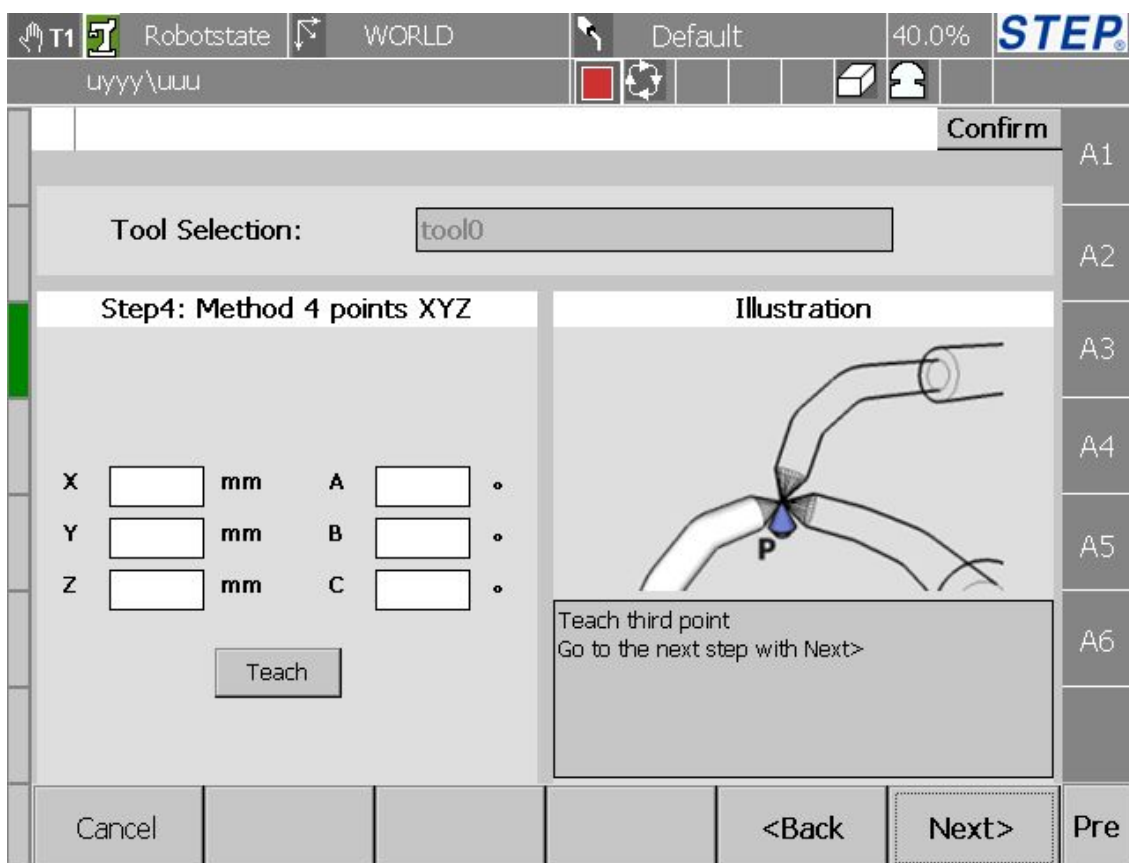 T1 Robotstate WORLD Default 40.0% STEP®
uyyy\uuu
Confirm
A1
Tool Selection: tool0
A2
Step4: Method 4 points XYZ
Illustration
A3
A4
X mm A °
Y mm B °
Z mm C °
P
A5
Teach third point
Go to the next step with Next>
A6
Teach
Cancel <Back Next> Pre